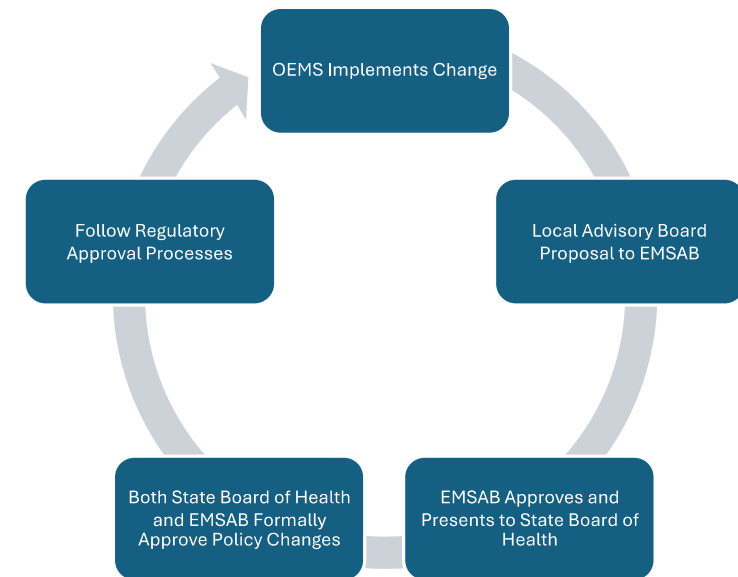 OEMS Implements Change
Local Advisory Board
Proposal to EMSAB
EMSAB Approves and
Presents to State Board of
Health
Both State Board of Health
and EMSAB Formally
Approve Policy Changes
Follow Regulatory
Approval Processes